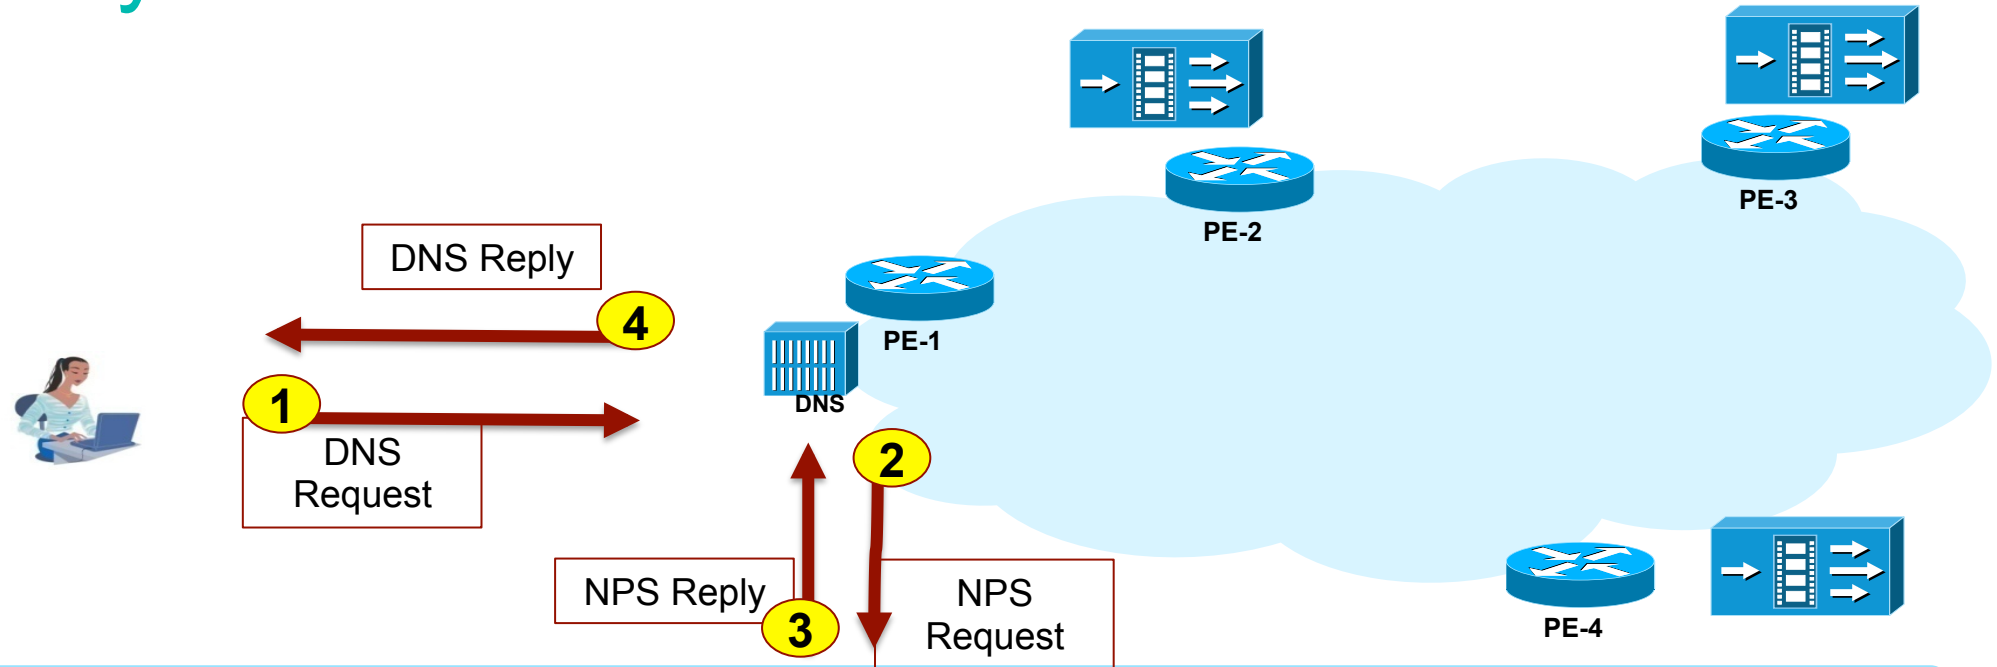 PE-3
PE-2
DNS Reply
4
PE-1
1
DNS
DNS
Request
2
NPS Reply
3
NPS
Request
PE-4